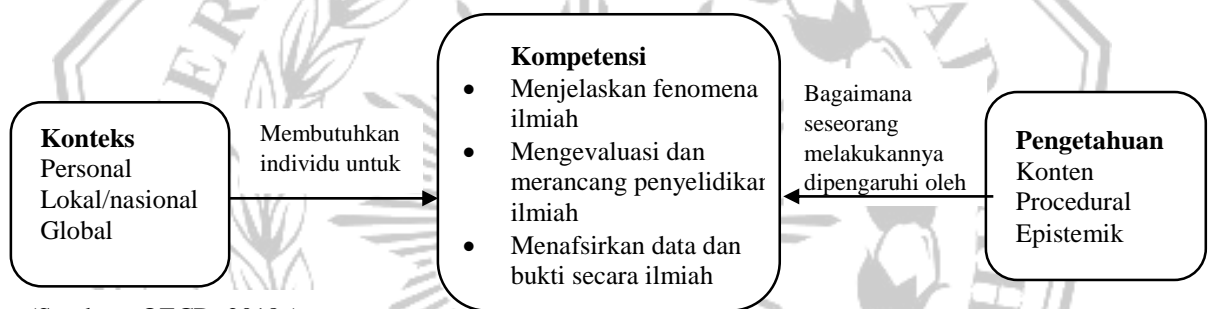 Konteks
Personal
Lokal/nasional
Global
Membutuhkan
individu untuk
Kompetensi
• Menjelaskan fenomena
ilmiah
• Mengevaluasi dan
merancang penyelidikan
ilmiah
• Menafsirkan data dan
bukti secara ilmiah
Bagaimana
seseorang
melakukannya
dipengaruhi oleh
Pengetahuan
Konten
Procedural
Epistemik